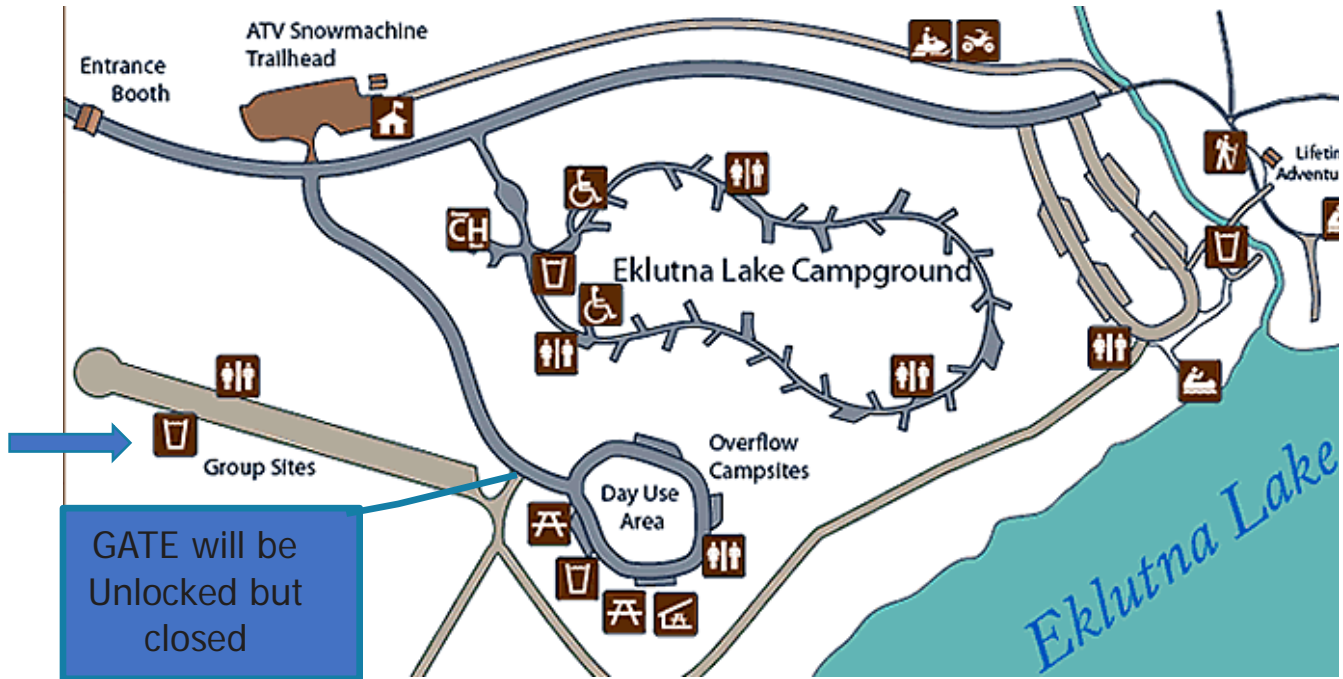 ATV Snowmachine
Trailhead
Entrance
Booth
Eklutna Lake Campground
CH
Group Sites
Overflow
Campsites
Day Use
Area
GATE will be
Unlocked but
closed
Eklutna Lake